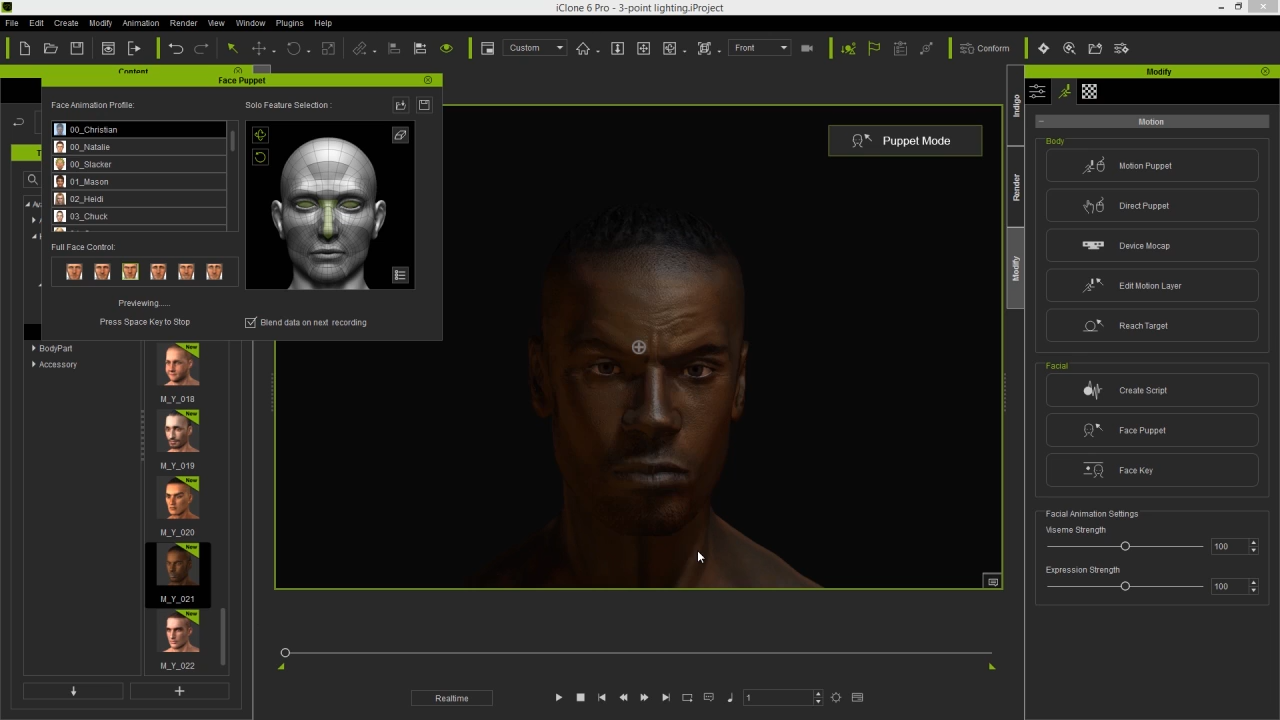 iClone 6 Pro - 3-point lighting.iProject
File Edit Create Modify Animation Render View Window Plugins Help
Custom
Front
Conform
Content
Face Puppet
Face Animation Profile:
00_Christian
00_Natalie
00_Slacker
01_Mason
02_Heidi
03_Chuck
Full Face Control:
Previewing.....
Press Space Key to Stop
Solo Feature Selection :
Blend data on next recording
BodyPart
Accessory
New
M_Y_018
New
M_Y_019
New
M_Y_020
New
M_Y_021
New
M_Y_022
Puppet Mode
Indigo
Render
Modify
Realtime
1
Modify
Motion
Body
Motion Puppet
Direct Puppet
Device Mocap
Edit Motion Layer
Reach Target
Facial
Create Script
Face Puppet
Face Key
Facial Animation Settings
Viseme Strength
100
Expression Strength
100